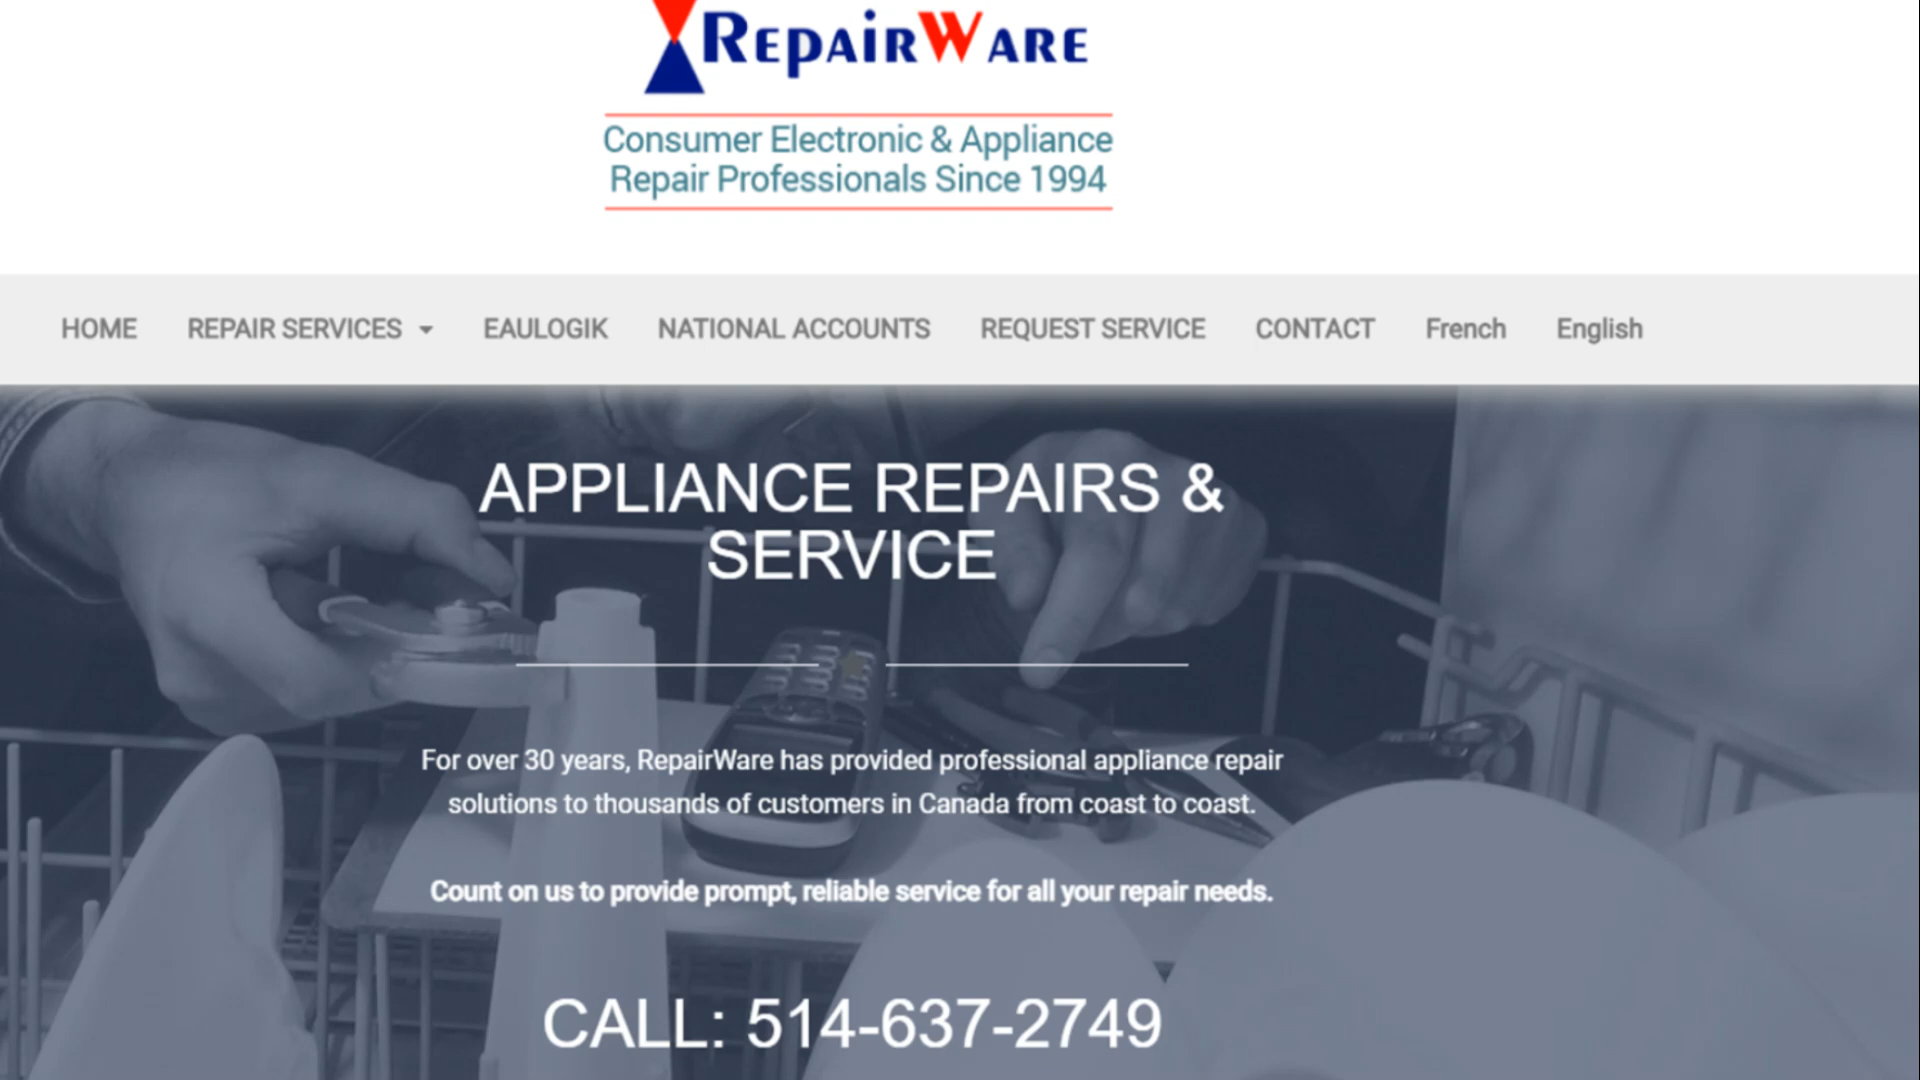 RepairWare
Consumer Electronic & Appliance
Repair Professionals Since 1994
HOME REPAIR SERVICES EAULOGIK NATIONAL ACCOUNTS REQUEST SERVICE CONTACT French English
APPLIANCE REPAIRS &
SERVICE
For over 30 years, RepairWare has provided professional appliance repair
solutions to thousands of customers in Canada from coast to coast.
Count on us to provide prompt, reliable service for all your repair needs.
CALL: 514-637-2749